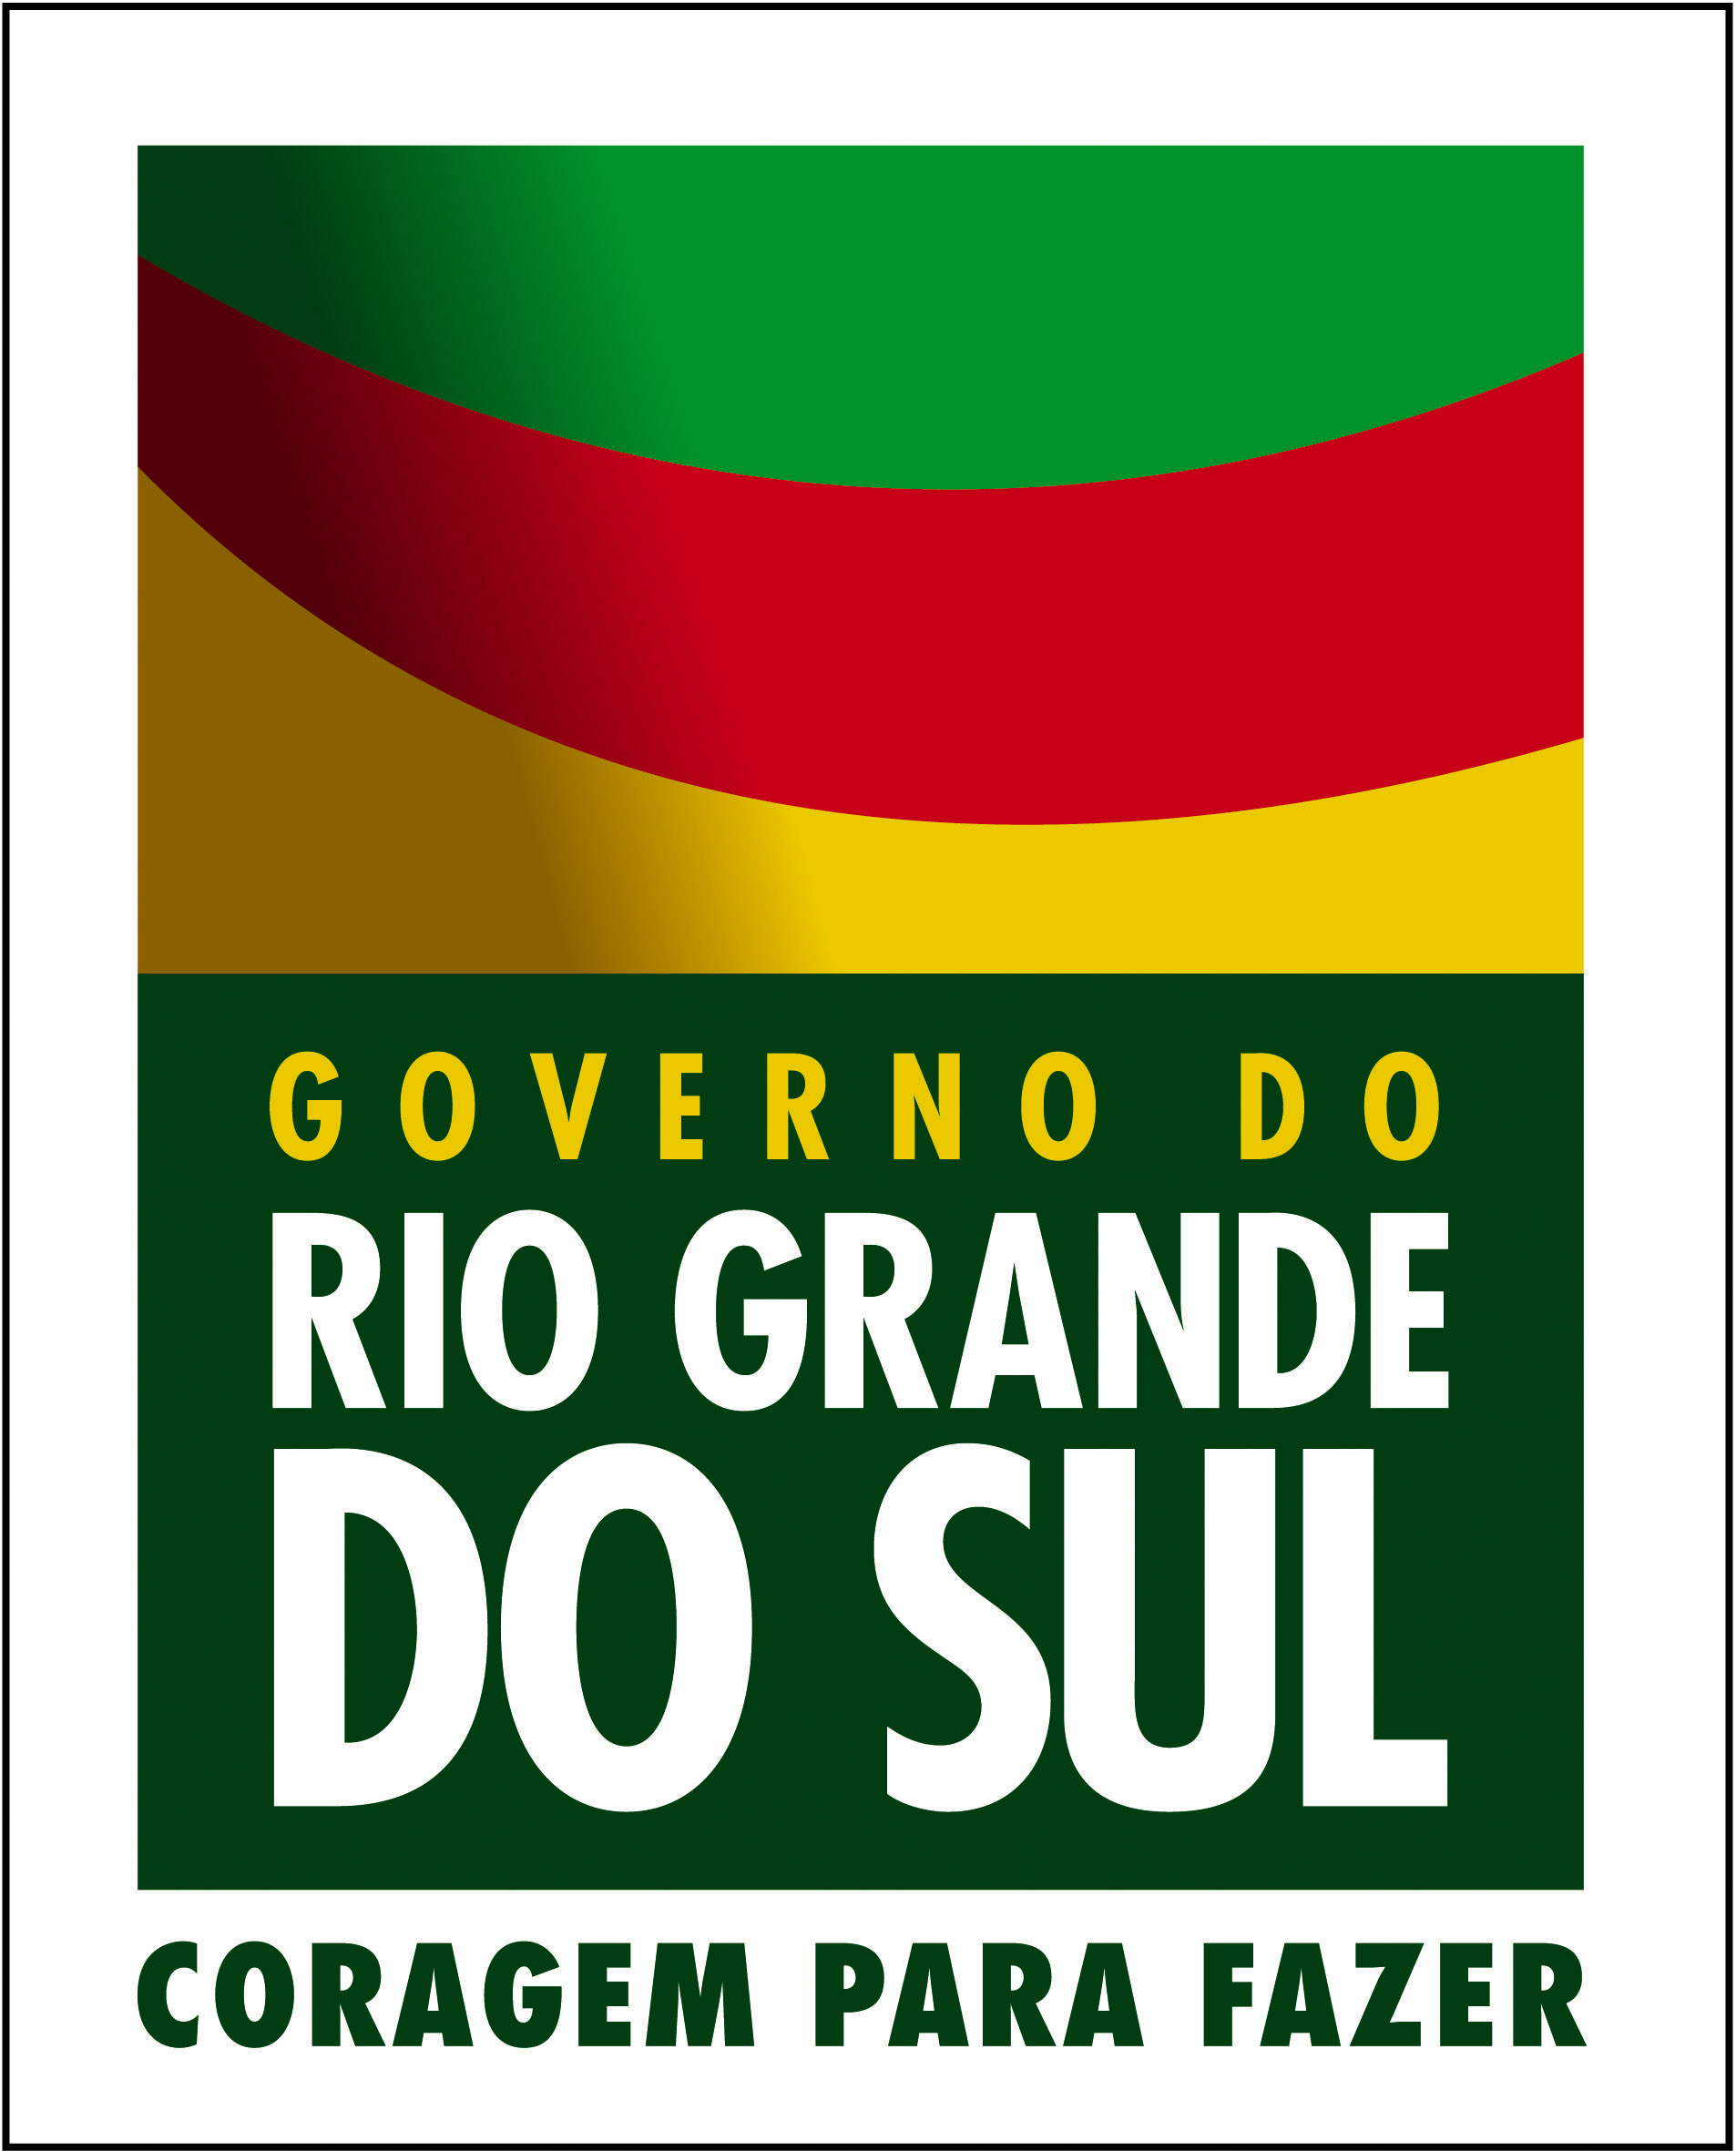 GOVERNO DO
RIO GRANDE
DO SUL
CORAGEM PARA FAZER